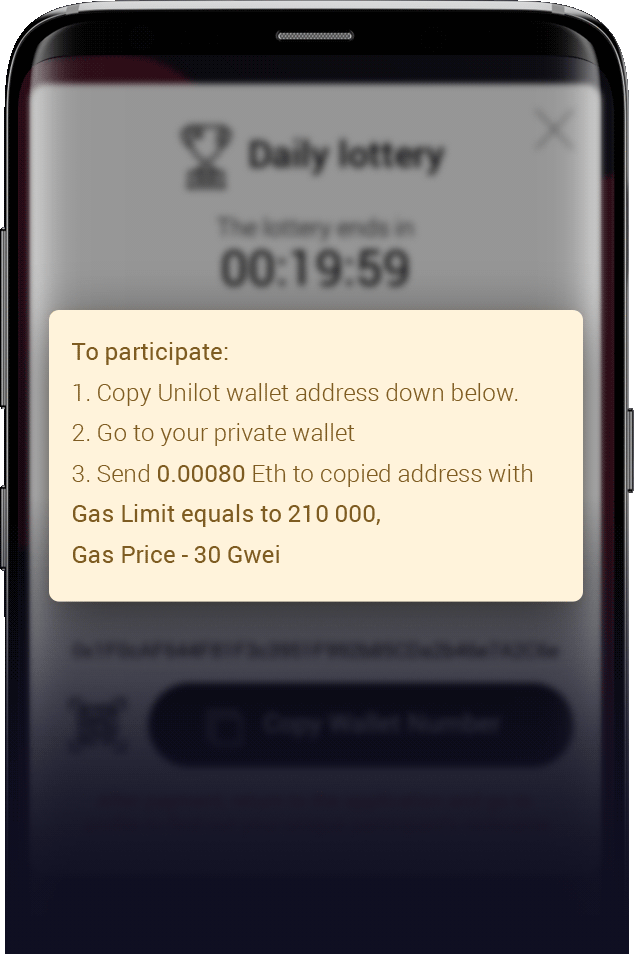 Daily lottery
The lottery ends in
00:19:59
To participate:
1. Copy Unilot wallet address down below.
2. Go to your private wallet
3. Send 0.00080 Eth to copied address with
Gas Limit equals to 210 000,
Gas Price - 30 Gwei
Copy Wallet Number